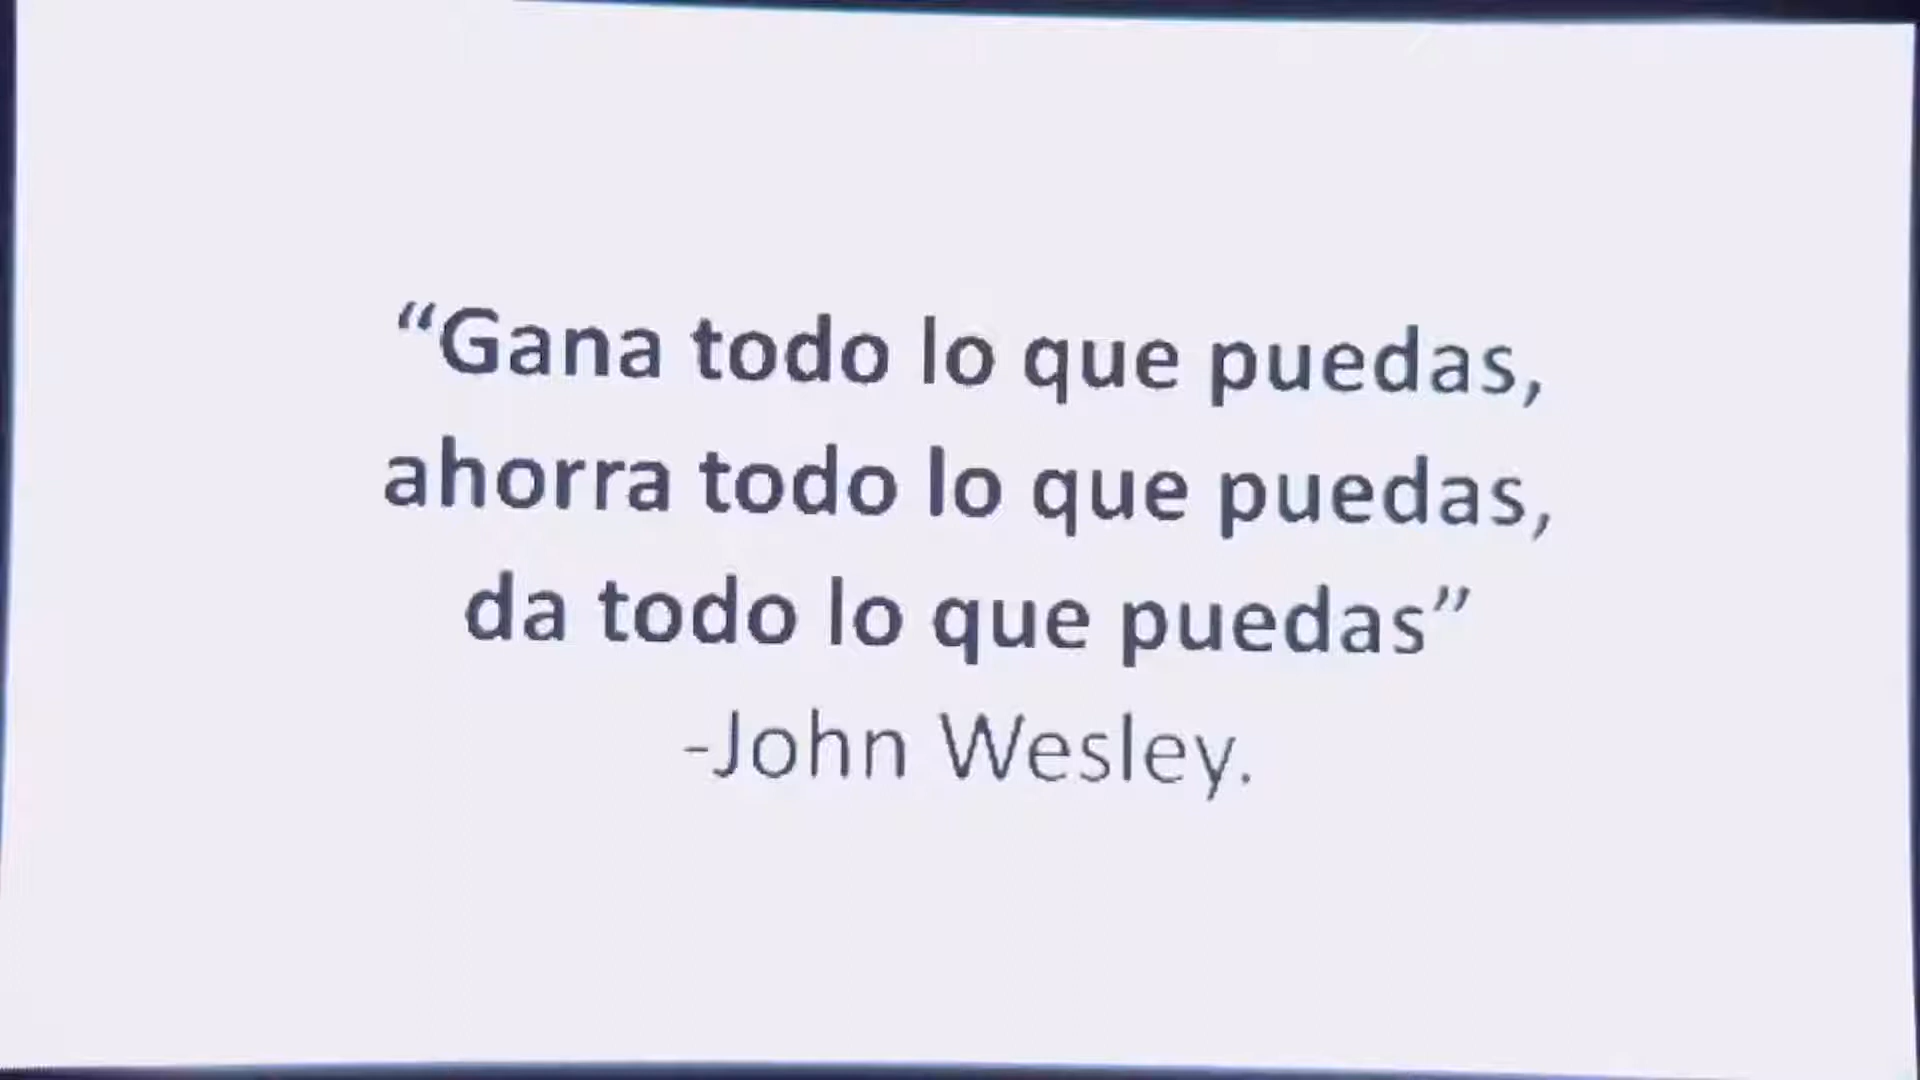 “Gana todo lo que puedas,
ahorra todo lo que puedas,
da todo lo que puedas”
-John Wesley.